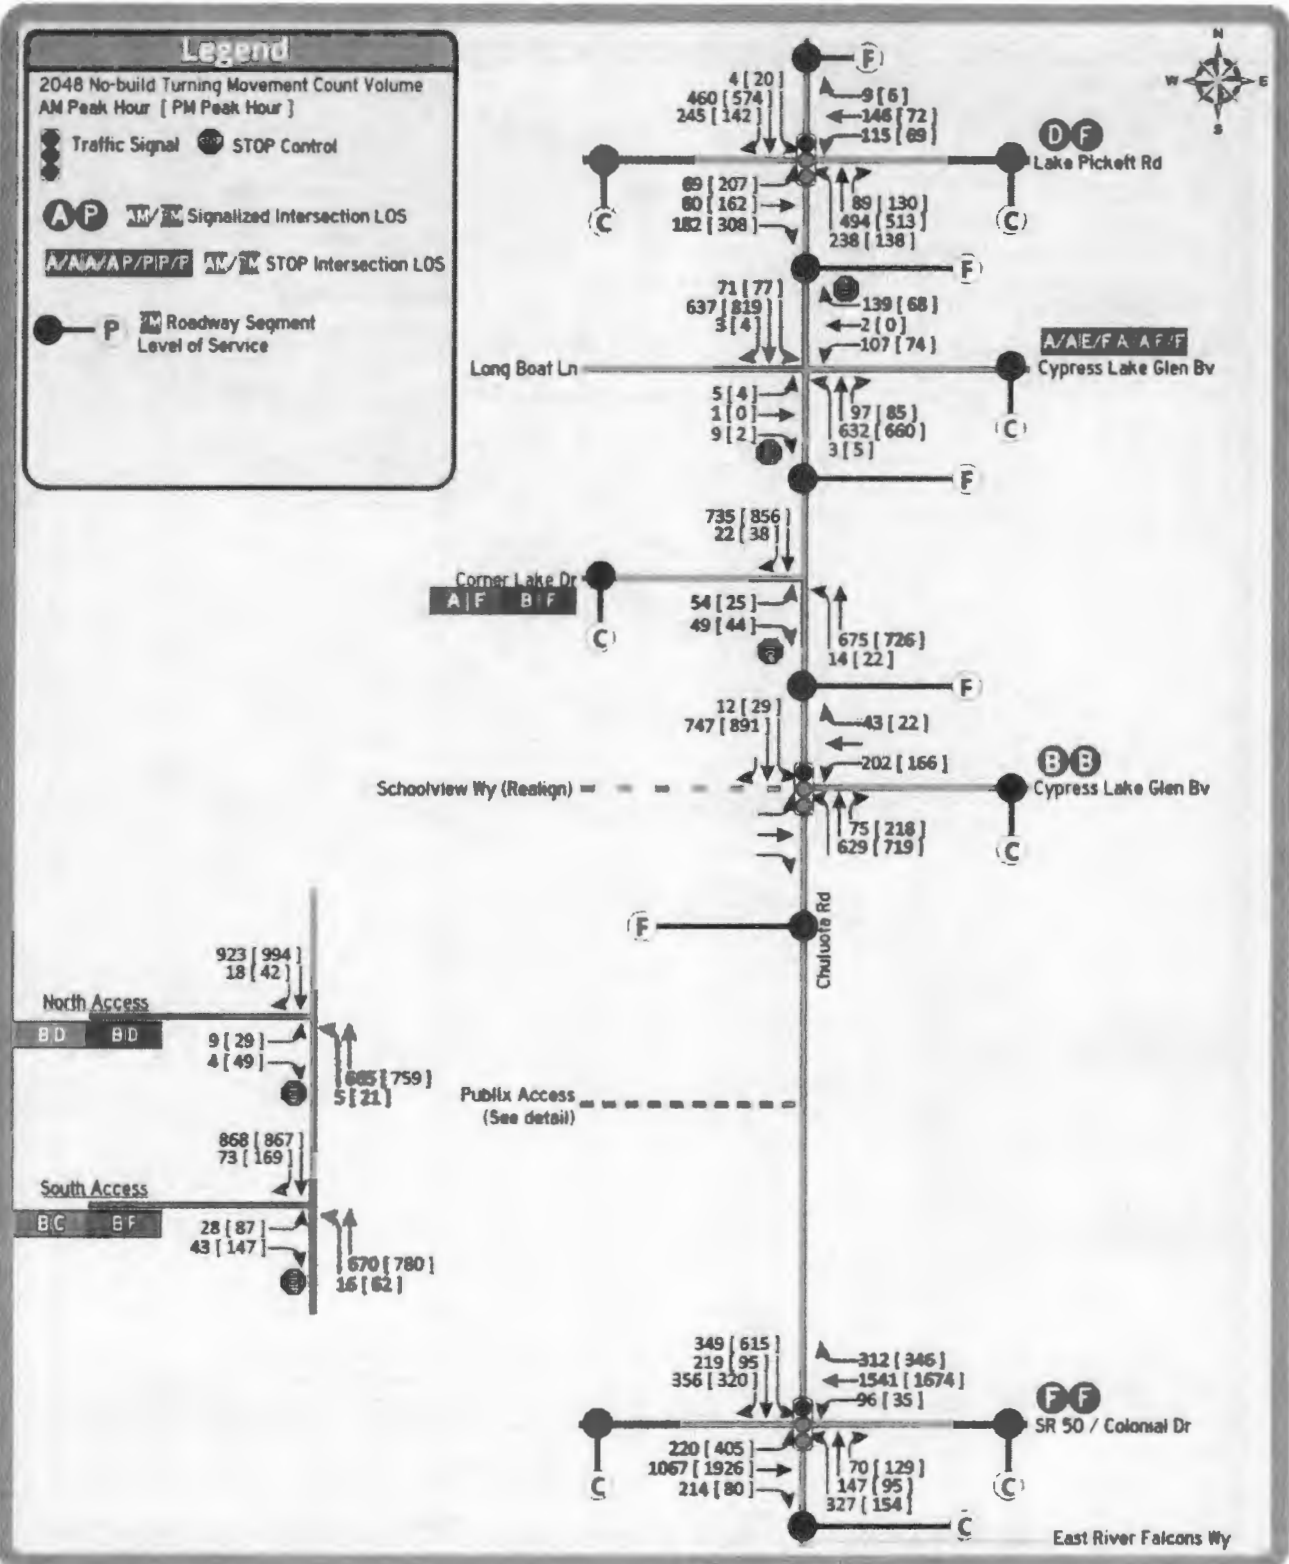 Legend
2048 No-build Turning Movement Count Volume
AM Peak Hour [ PM Peak Hour ]
Traffic Signal STOP Control
A P AM/PM Signalized Intersection LOS
A/A|A/A P/P|P/P AM/PM STOP Intersection LOS
P PM Roadway Segment
Level of Service
N
W E
S
F
4 [ 20 ]
460 [ 574 ]
245 [ 142 ]
9 [ 6 ]
146 [ 72 ]
115 [ 69 ]
D F
Lake Pickett Rd
C
C
69 [ 207 ]
60 [ 162 ]
182 [ 308 ]
89 [ 130 ]
494 [ 513 ]
238 [ 138 ]
F
71 [ 77 ]
637 [ 819 ]
3 [ 4 ]
139 [ 68 ]
2 [ 0 ]
107 [ 74 ]
A/A|E/F A/A F/F
Long Boat Ln
Cypress Lake Glen Bv
C
5 [ 4 ]
1 [ 0 ]
9 [ 2 ]
97 [ 85 ]
632 [ 660 ]
3 [ 5 ]
F
735 [ 856 ]
22 [ 38 ]
Corner Lake Dr
A | F B | F
C
54 [ 25 ]
49 [ 44 ]
675 [ 726 ]
14 [ 22 ]
F
12 [ 29 ]
747 [ 891 ]
43 [ 22 ]
202 [ 166 ]
B B
Schoolview Wy (Realign)
Cypress Lake Glen Bv
C
75 [ 218 ]
629 [ 719 ]
F
Chuluota Rd
923 [ 994 ]
18 [ 42 ]
North Access
B|D B|D
9 [ 29 ]
4 [ 49 ]
665 [ 759 ]
5 [ 21 ]
Publix Access
(See detail)
868 [ 867 ]
73 [ 169 ]
South Access
B|C B|F
28 [ 87 ]
43 [ 147 ]
670 [ 780 ]
16 [ 62 ]
349 [ 615 ]
219 [ 95 ]
356 [ 320 ]
312 [ 346 ]
1541 [ 1674 ]
96 [ 35 ]
F F
SR 50 / Colonial Dr
C
C
220 [ 405 ]
1067 [ 1926 ]
214 [ 80 ]
70 [ 129 ]
147 [ 95 ]
327 [ 154 ]
C
East River Falcons Wy